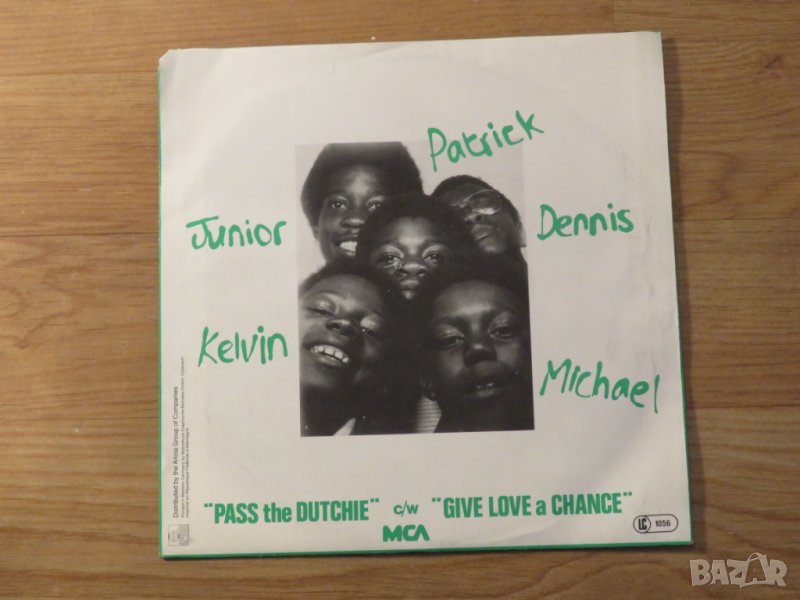 Patrick
Junior
Dennis
Kelvin
Michael
Distributed by the Ariola Group of Companies
"PASS the DUTCHIE" c/w "GIVE LOVE a CHANCE"
MCA
LC 1056
BAZAR